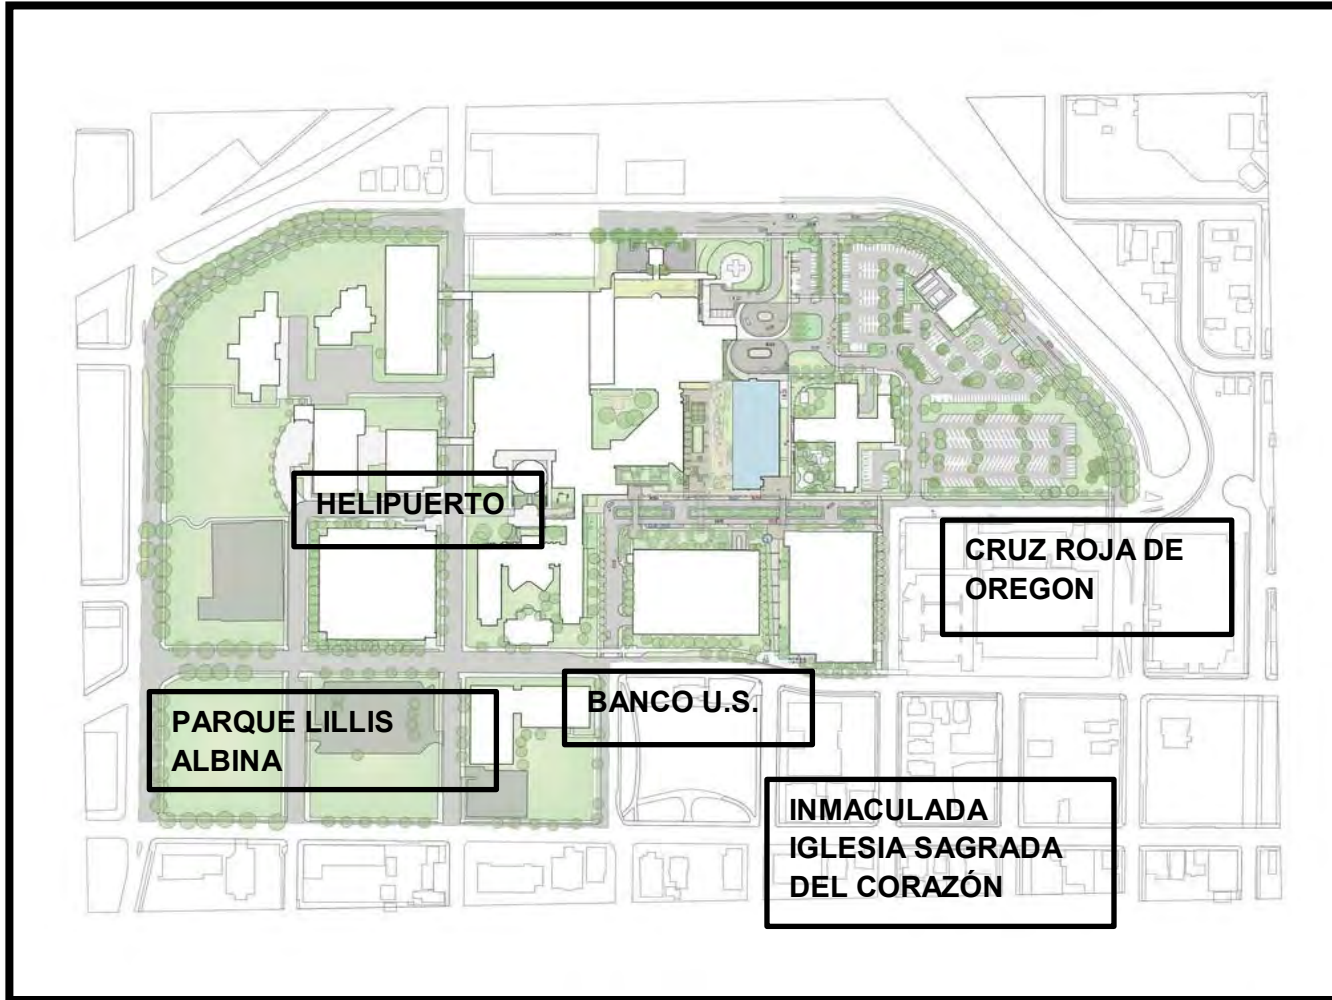 HELIPUERTO
CRUZ ROJA DE
OREGON
PARQUE LILLIS
ALBINA
BANCO U.S.
INMACULADA
IGLESIA SAGRADA
DEL CORAZÓN